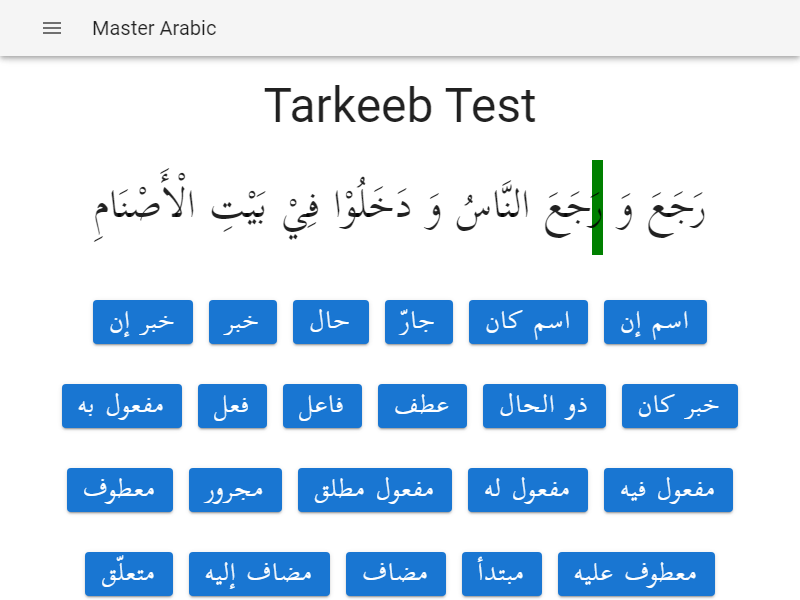 Master Arabic
Tarkeeb Test
رَجَعَ وَ رَجَعَ النَّاسُ وَ دَخَلُوْا فِيْ بَيْتِ الْأَصْنَامِ
اسم إن اسم كان جارّ حال خبر خبر إن
خبر كان ذو الحال عطف فاعل فعل مفعول به
مفعول فيه مفعول له مفعول مطلق مجرور معطوف
معطوف عليه مبتدأ مضاف مضاف إليه متعلّق